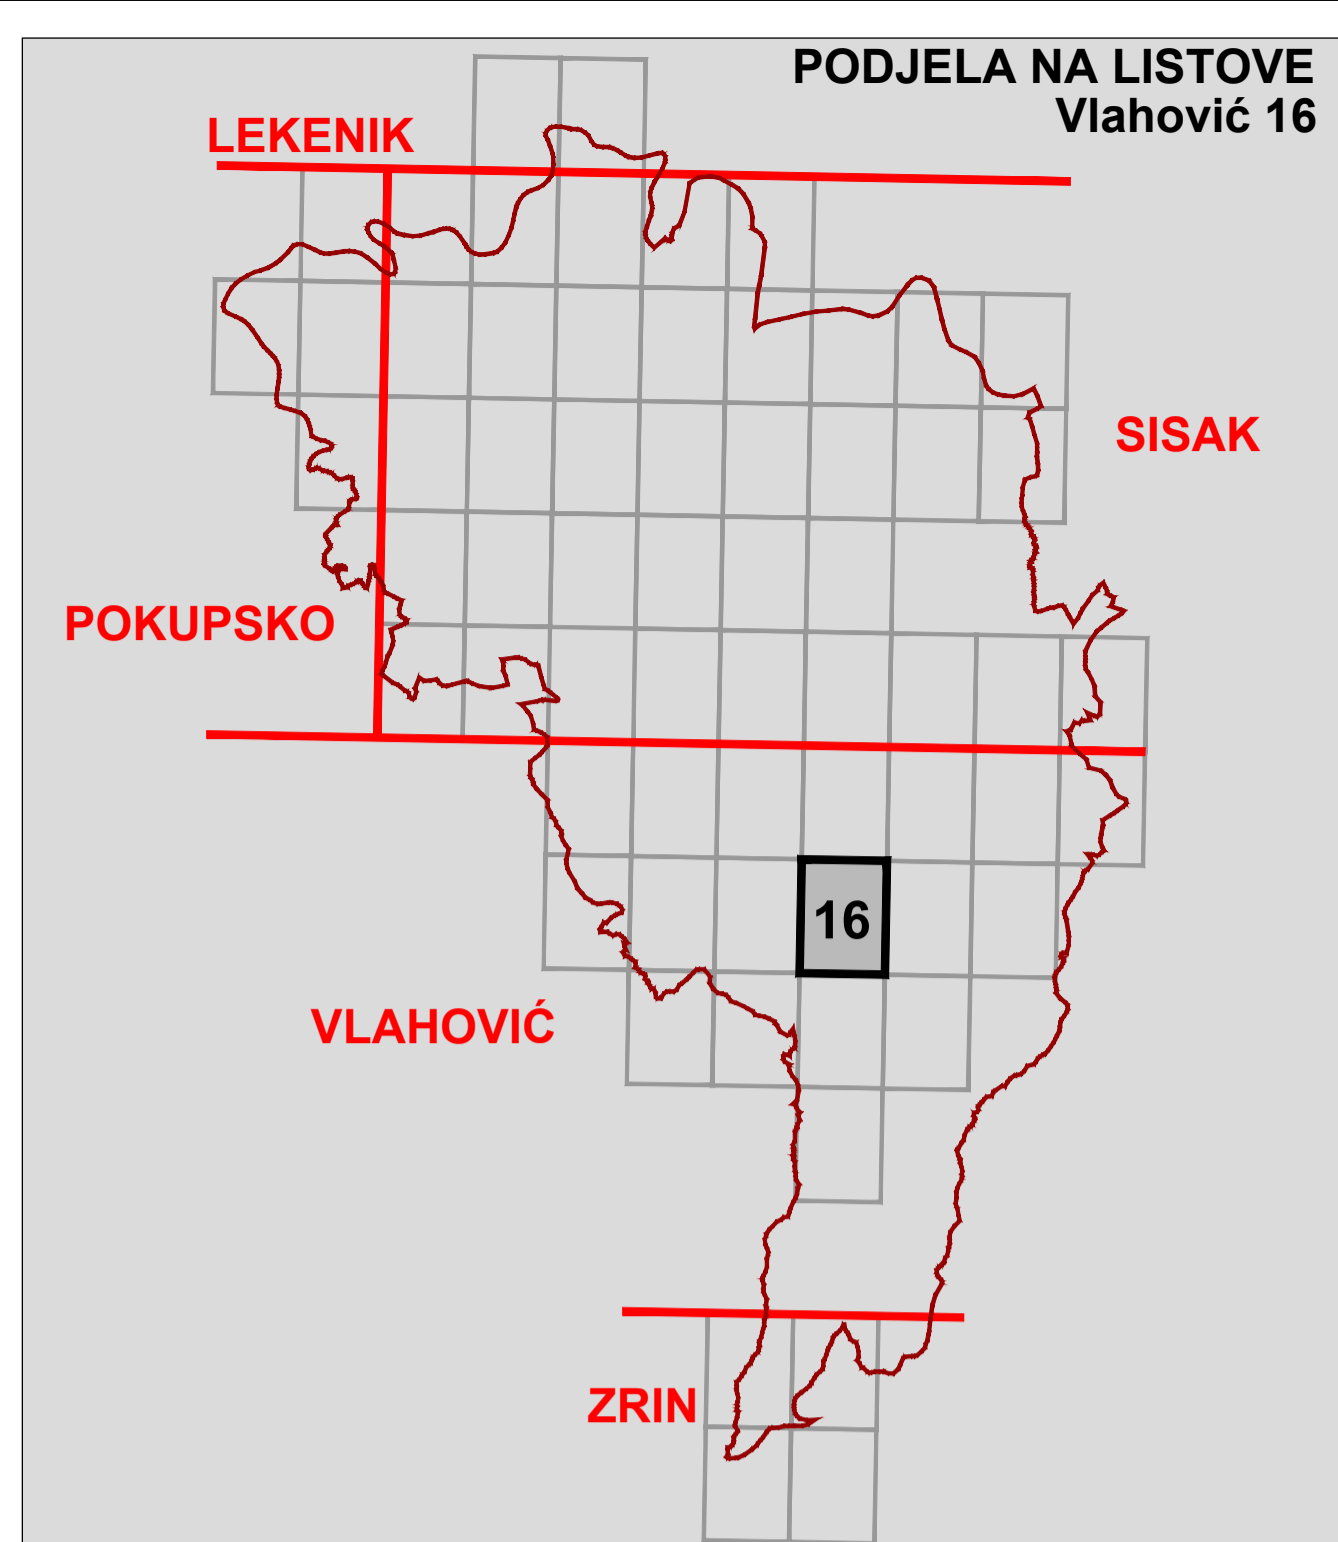 PODJELA NA LISTOVE
Vlahović 16
LEKENIK
SISAK
POKUPSKO
16
VLAHOVIĆ
ZRIN